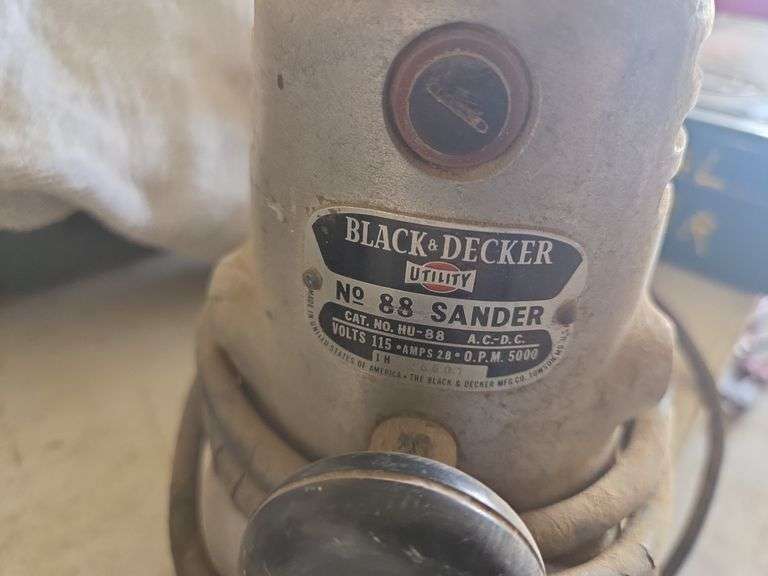 BLACK & DECKER
UTILITY
No 88 SANDER
CAT. NO. HU-88 A.C.-D.C.
VOLTS 115 • AMPS 2.8 • O.P.M. 5000
IH
MADE IN UNITED STATES OF AMERICA • THE BLACK & DECKER MFG. CO. TOWSON